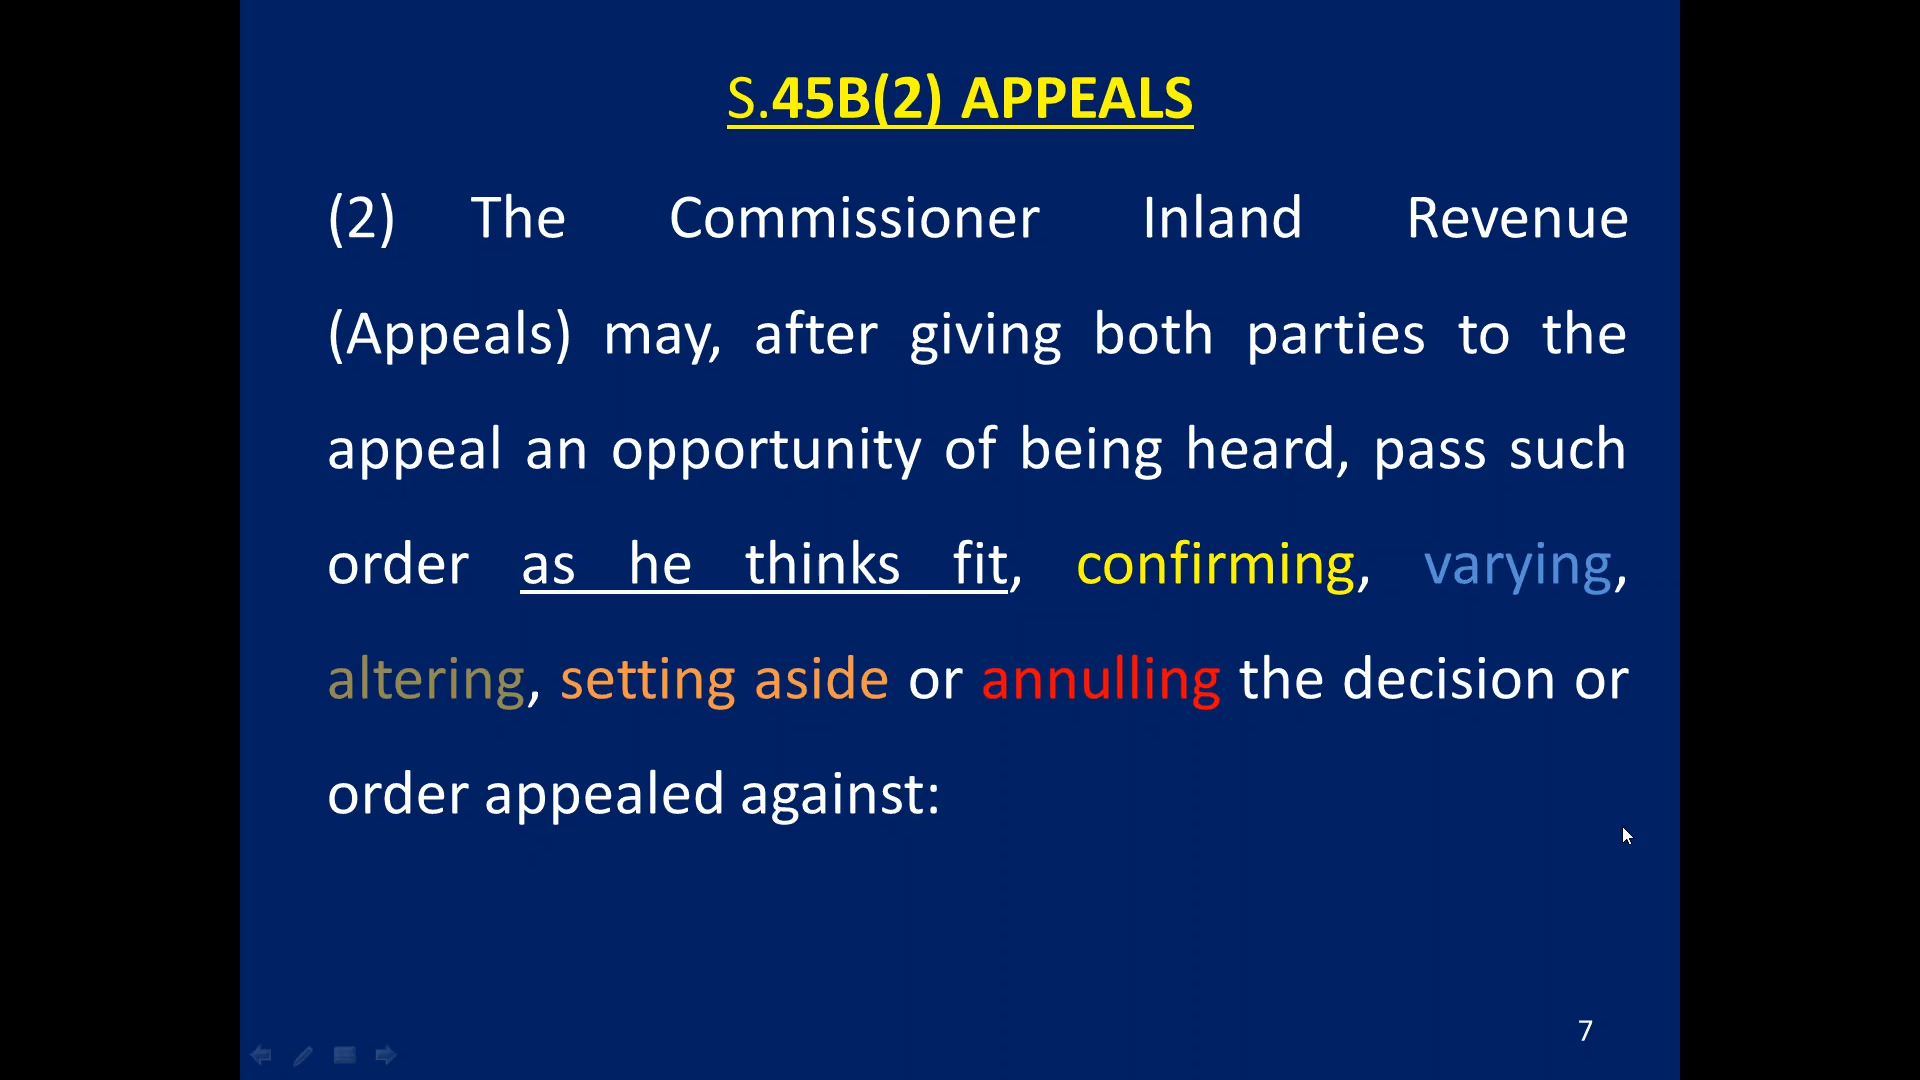 S.45B(2) APPEALS
(2) The Commissioner Inland Revenue
(Appeals) may, after giving both parties to the
appeal an opportunity of being heard, pass such
order as he thinks fit, confirming, varying,
altering, setting aside or annulling the decision or
order appealed against:
7